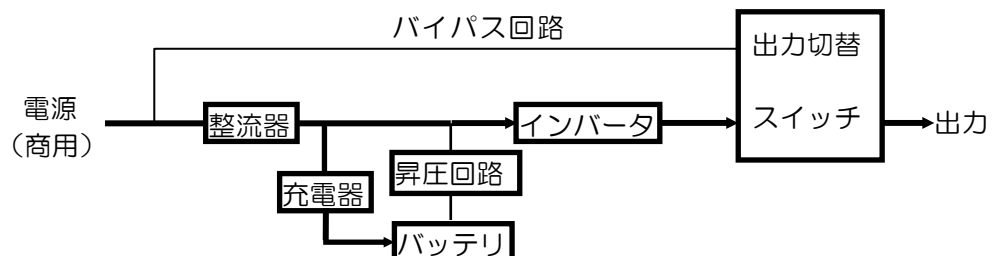 バイパス回路
出力切替
電源
（商用）
整流器
インバータ
スイッチ
出力
充電器
昇圧回路
バッテリ